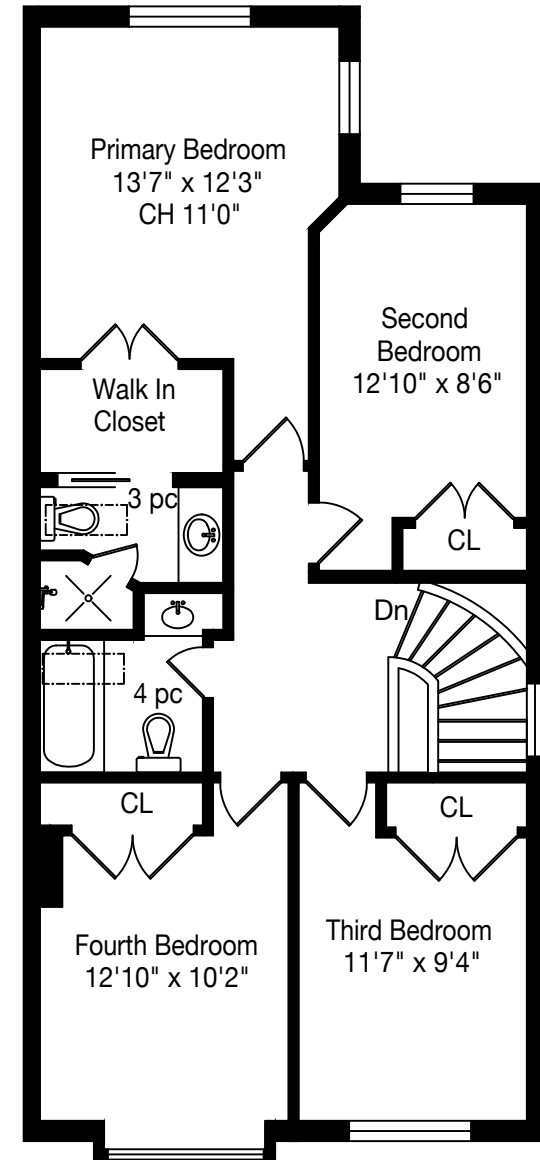 Primary Bedroom
13'7" x 12'3"
CH 11'0"
Second
Bedroom
12'10" x 8'6"
Walk In
Closet
3 pc
CL
Dn
4 pc
CL
CL
Fourth Bedroom
12'10" x 10'2"
Third Bedroom
11'7" x 9'4"